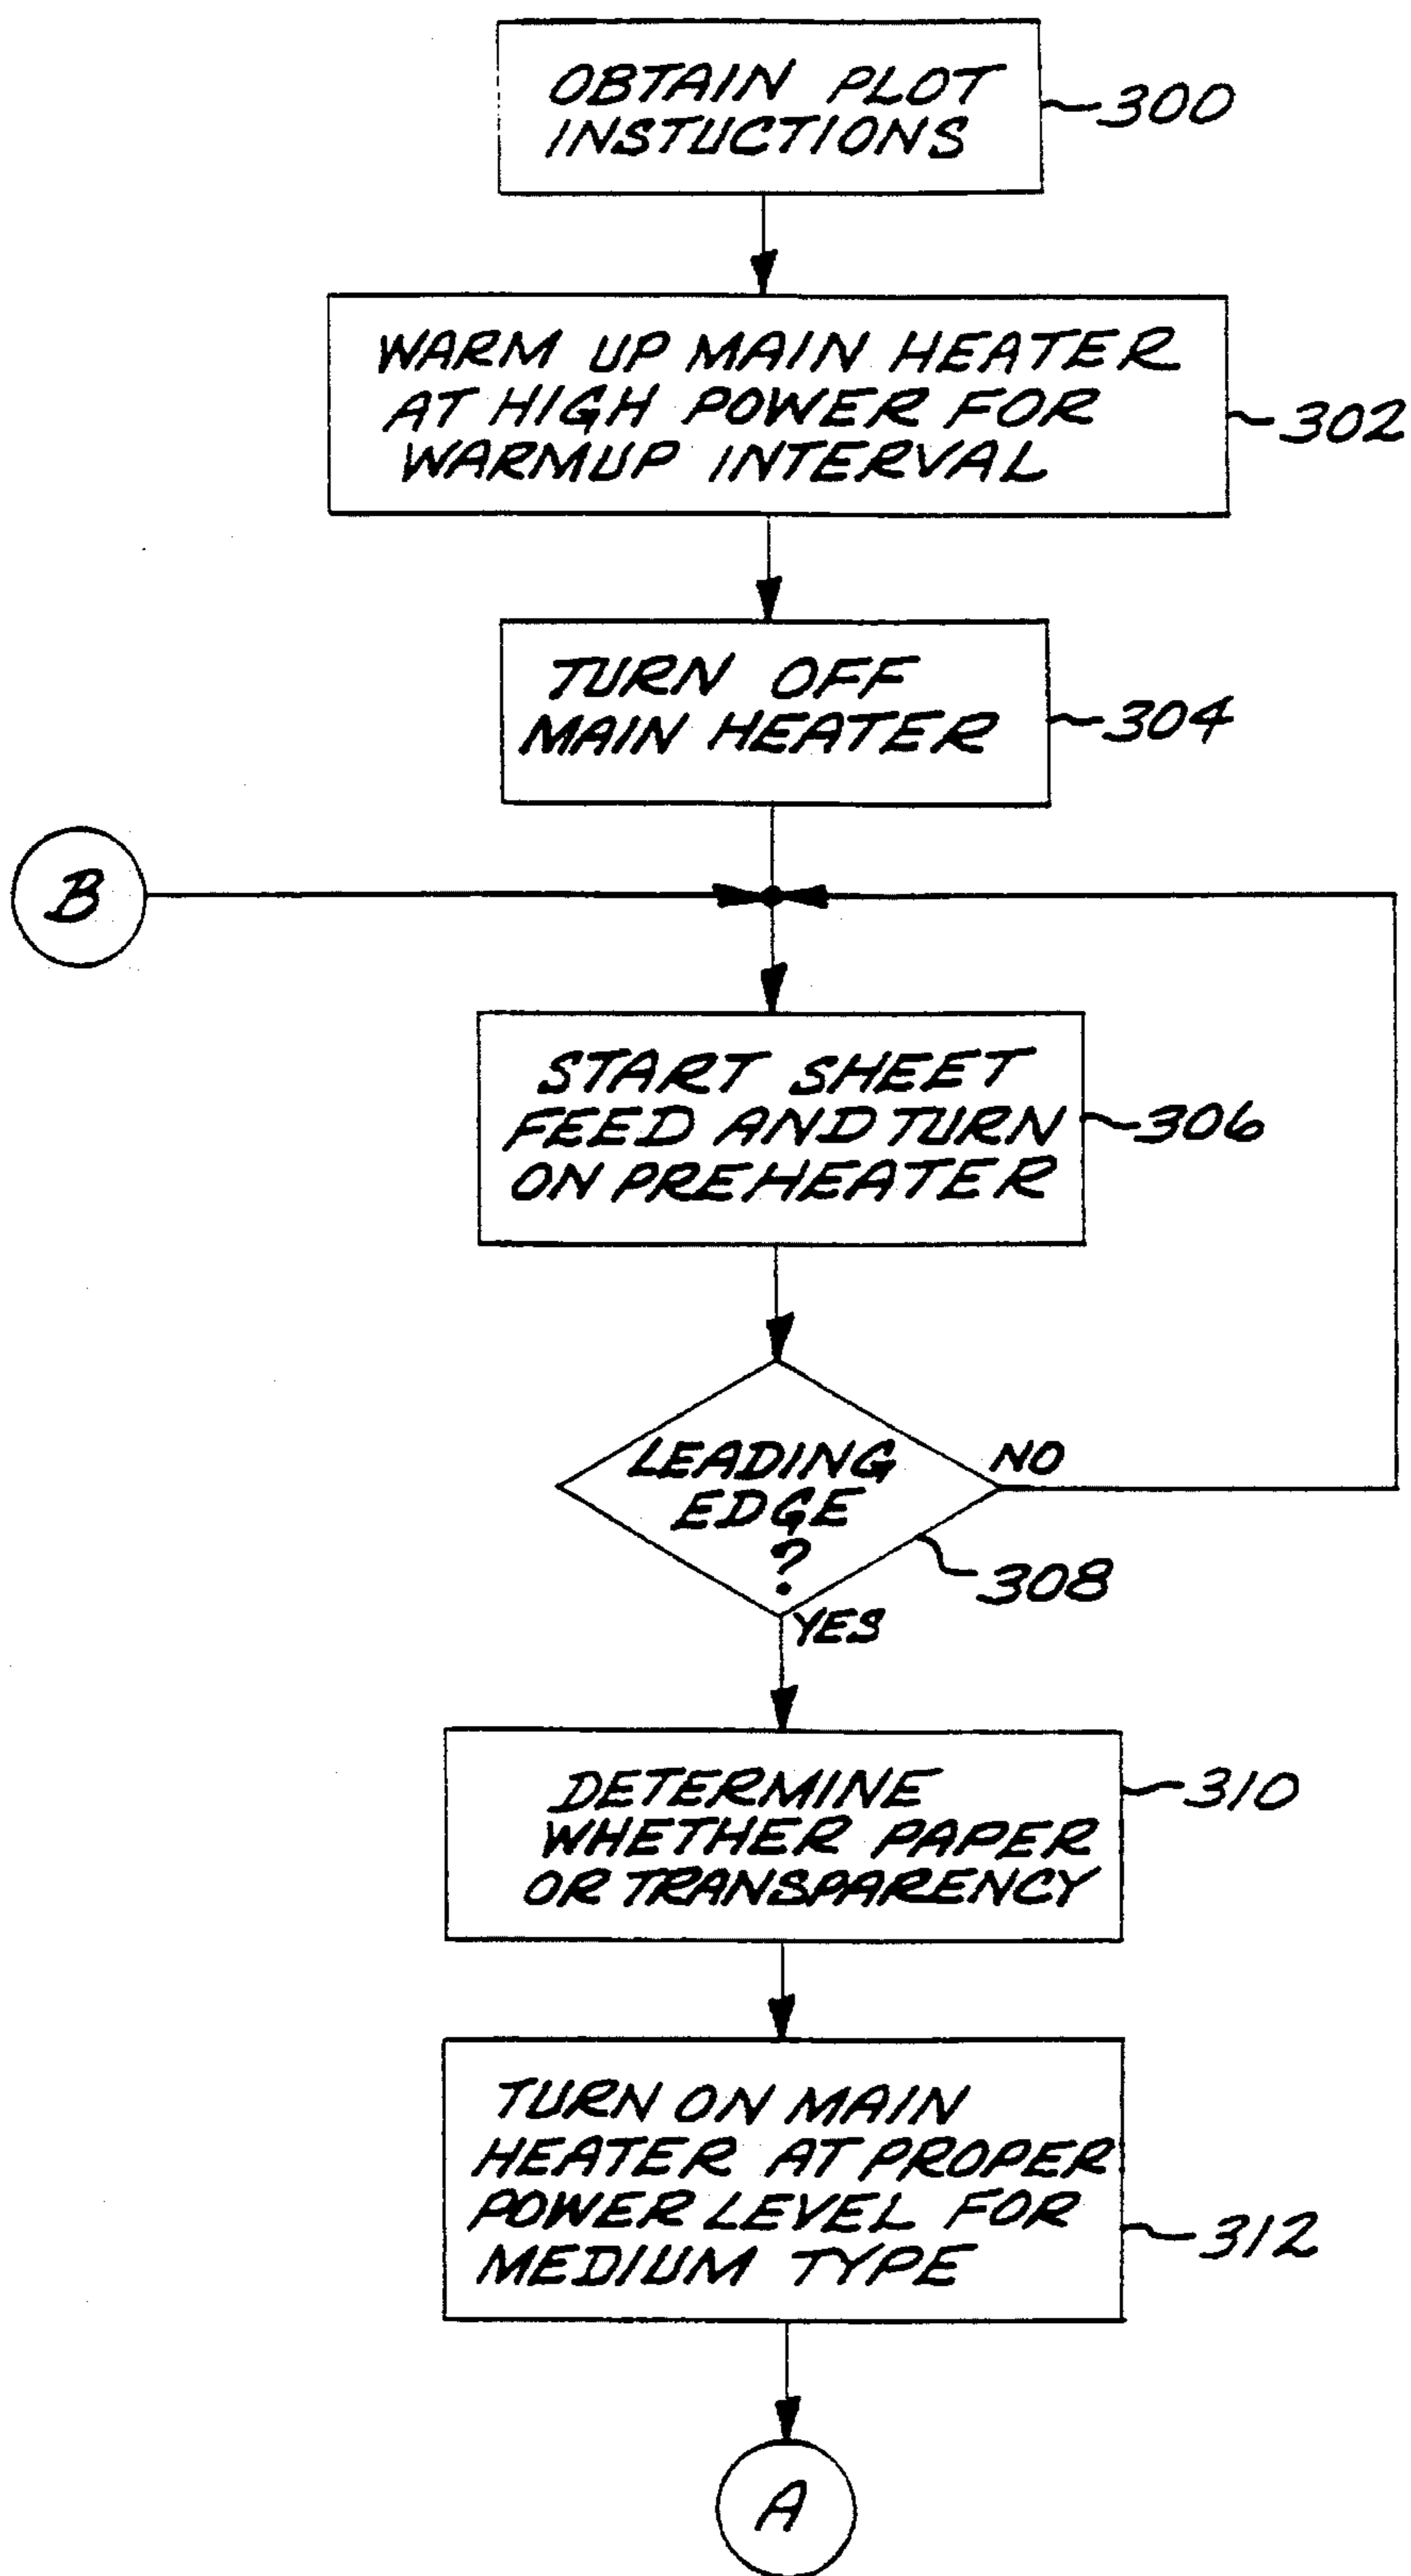 OBTAIN PLOT
INSTUCTIONS
300
WARM UP MAIN HEATER
AT HIGH POWER FOR
WARMUP INTERVAL
302
TURN OFF
MAIN HEATER
304
B
START SHEET
FEED AND TURN
ON PREHEATER
306
LEADING
EDGE
?
NO
308
YES
DETERMINE
WHETHER PAPER
OR TRANSPARENCY
310
TURN ON MAIN
HEATER AT PROPER
POWER LEVEL FOR
MEDIUM TYPE
312
A